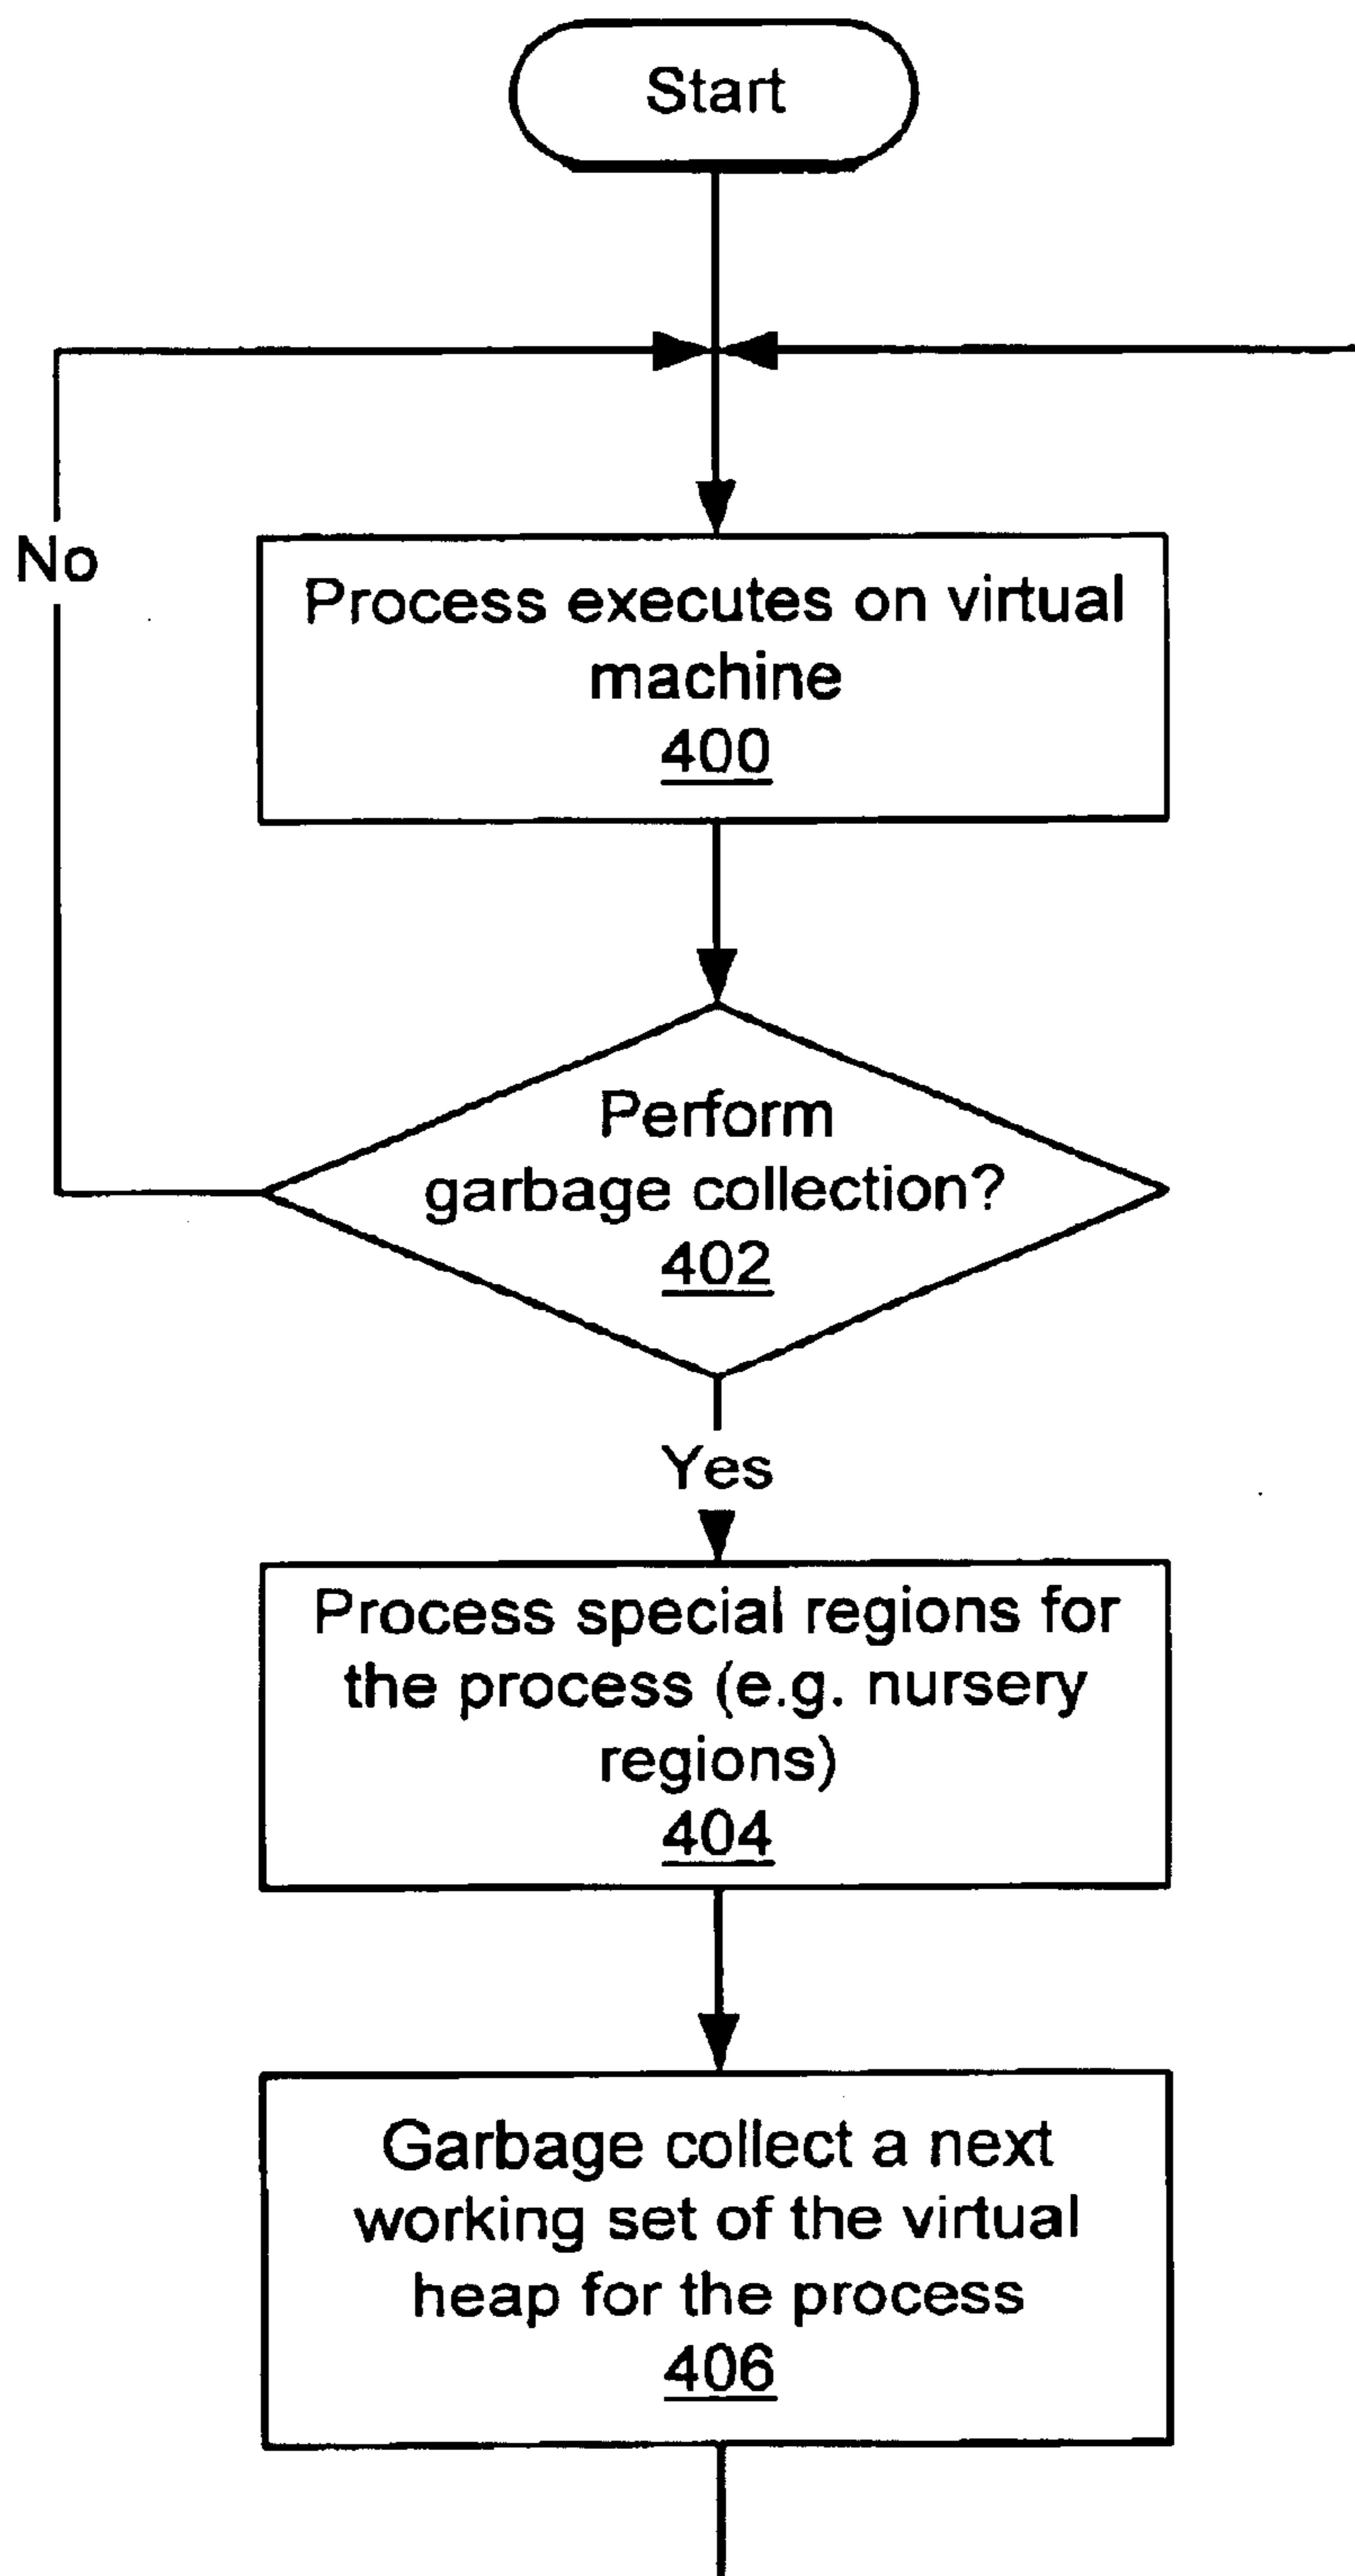 Start
No
Process executes on virtual
machine
400
Perform
garbage collection?
402
Yes
Process special regions for
the process (e.g. nursery
regions)
404
Garbage collect a next
working set of the virtual
heap for the process
406